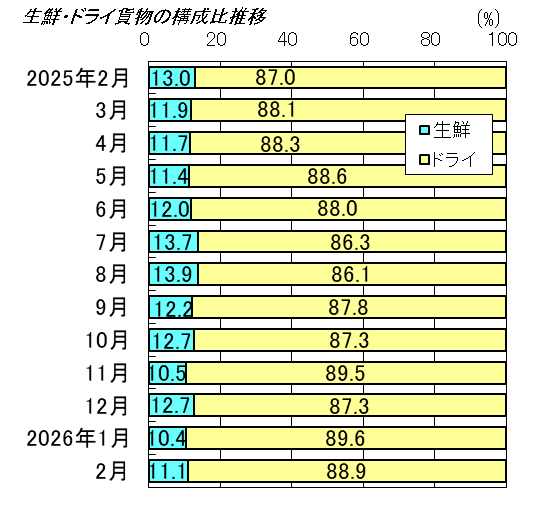 生鮮・ドライ貨物の構成比推移
(%)
0 20 40 60 80 100
2025年2月 13.0 87.0
3月 11.9 88.1
4月 11.7 88.3
5月 11.4 88.6
6月 12.0 88.0
7月 13.7 86.3
8月 13.9 86.1
9月 12.2 87.8
10月 12.7 87.3
11月 10.5 89.5
12月 12.7 87.3
2026年1月 10.4 89.6
2月 11.1 88.9
生鮮
ドライ